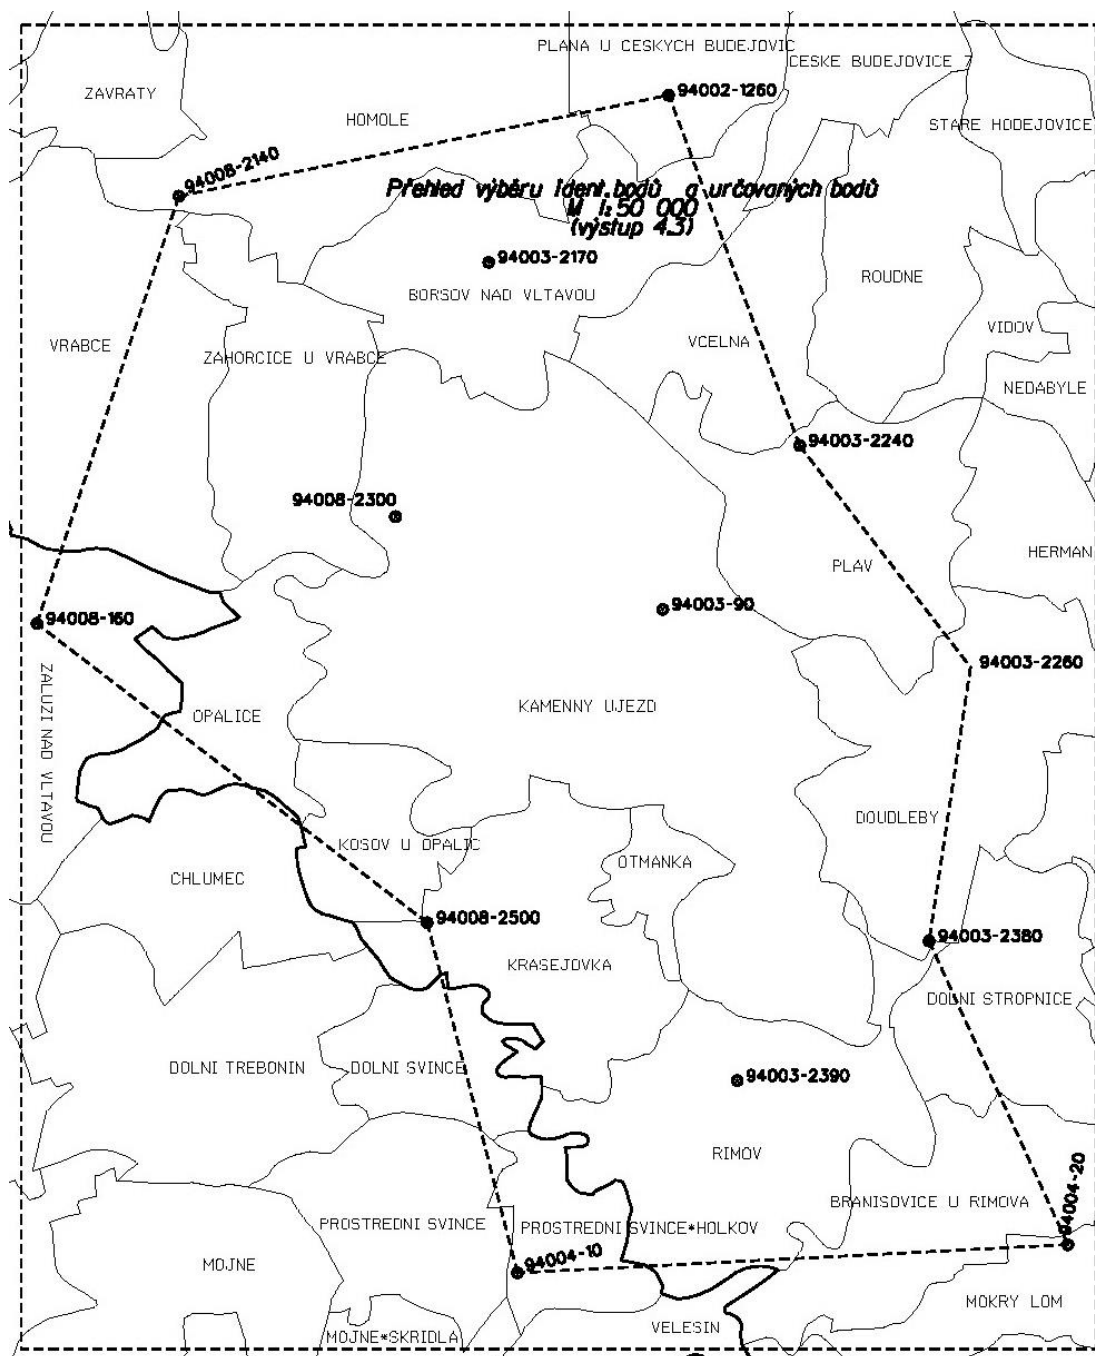 PLANA U CESKYCH BUDEJOVIC
CESKE BUDEJOVICE 7
ZAVRATY
94002-1260
HOMOLE
STARE HODEJOVICE
94008-2140
Přehled výběru ident. bodů a určovaných bodů
M 1:50 000
(výstup 4.3)
94003-2170
ROUDNE
BORSOV NAD VLTAVOU
VIDOV
VRABCE
VCELNA
ZAHORCICE U VRABCE
NEDABYLE
94003-2240
94008-2300
HERMAN
PLAV
94003-90
94008-160
94003-2260
ZALUZI NAD VLTAVOU
KAMENNY UJEZD
OPALICE
DOUDLEBY
KOSOV U OPALIC
OTMANKA
CHLUMEC
94008-2500
94003-2380
KRASEJOVKA
DOLNI STROPNICE
DOLNI TREBONIN
DOLNI SVINCE
94003-2390
RIMOV
94004-20
BRANISOVICE U RIMOVA
PROSTREDNI SVINCE
PROSTREDNI SVINCE*HOLKOV
94004-10
MOJNE
MOKRY LOM
VELESIN
MOJNE*SKRIDLA